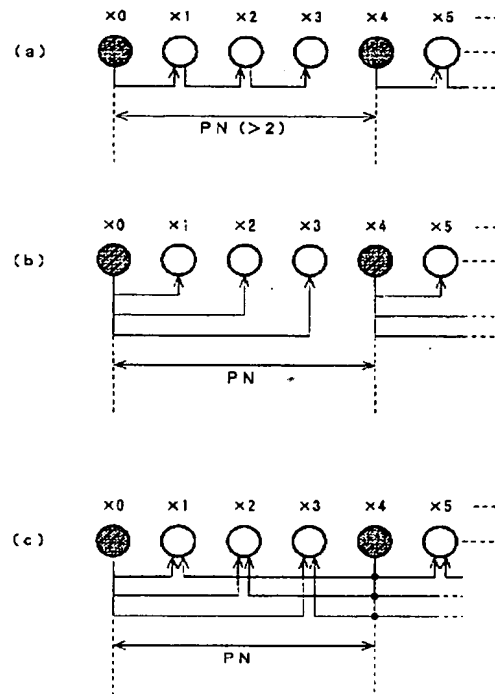 ×0 ×1 ×2 ×3 ×4 ×5 ----
(a)
PN (>2)
×0 ×1 ×2 ×3 ×4 ×5 ----
(b)
PN
×0 ×1 ×2 ×3 ×4 ×5 ----
(c)
PN